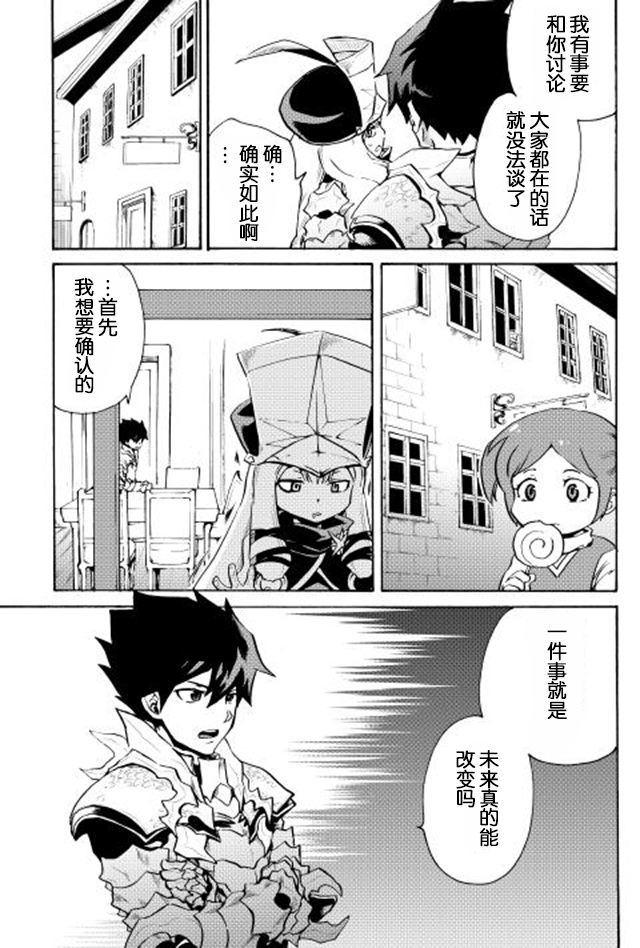 我有事要
和你讨论
大家都在的话
就没法谈了
确…
确实如此啊
…
…首先
我想要确认的
一件事就是
未来真的能
改变吗